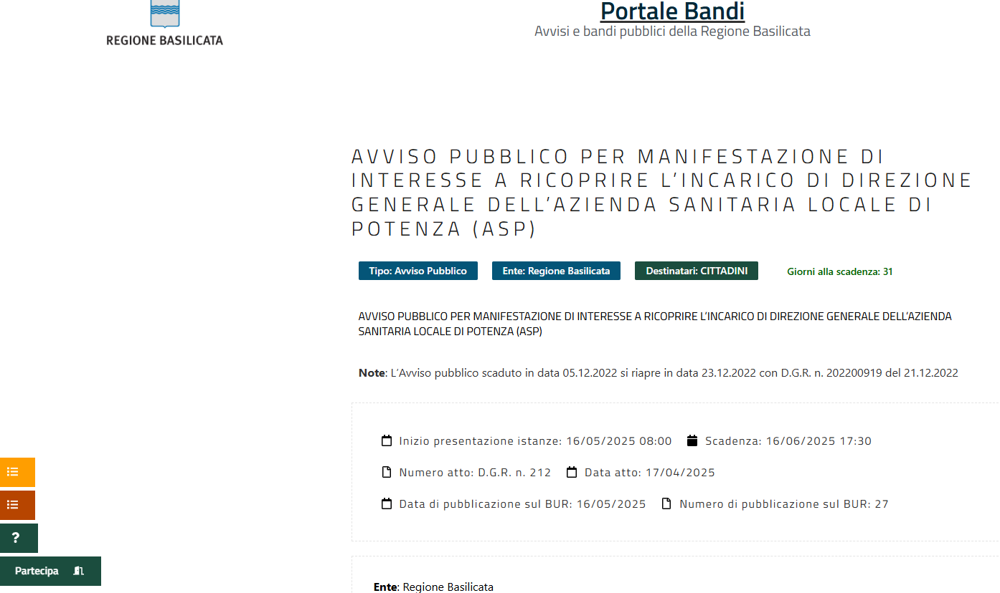 REGIONE BASILICATA
Portale Bandi
Avvisi e bandi pubblici della Regione Basilicata
AVVISO PUBBLICO PER MANIFESTAZIONE DI
INTERESSE A RICOPRIRE L’INCARICO DI DIREZIONE
GENERALE DELL’AZIENDA SANITARIA LOCALE DI
POTENZA (ASP)
Tipo: Avviso Pubblico Ente: Regione Basilicata Destinatari: CITTADINI Giorni alla scadenza: 31
AVVISO PUBBLICO PER MANIFESTAZIONE DI INTERESSE A RICOPRIRE L’INCARICO DI DIREZIONE GENERALE DELL’AZIENDA
SANITARIA LOCALE DI POTENZA (ASP)
Note: L’Avviso pubblico scaduto in data 05.12.2022 si riapre in data 23.12.2022 con D.G.R. n. 202200919 del 21.12.2022
Inizio presentazione istanze: 16/05/2025 08:00 Scadenza: 16/06/2025 17:30
Numero atto: D.G.R. n. 212 Data atto: 17/04/2025
Data di pubblicazione sul BUR: 16/05/2025 Numero di pubblicazione sul BUR: 27
?
Partecipa
Ente: Regione Basilicata